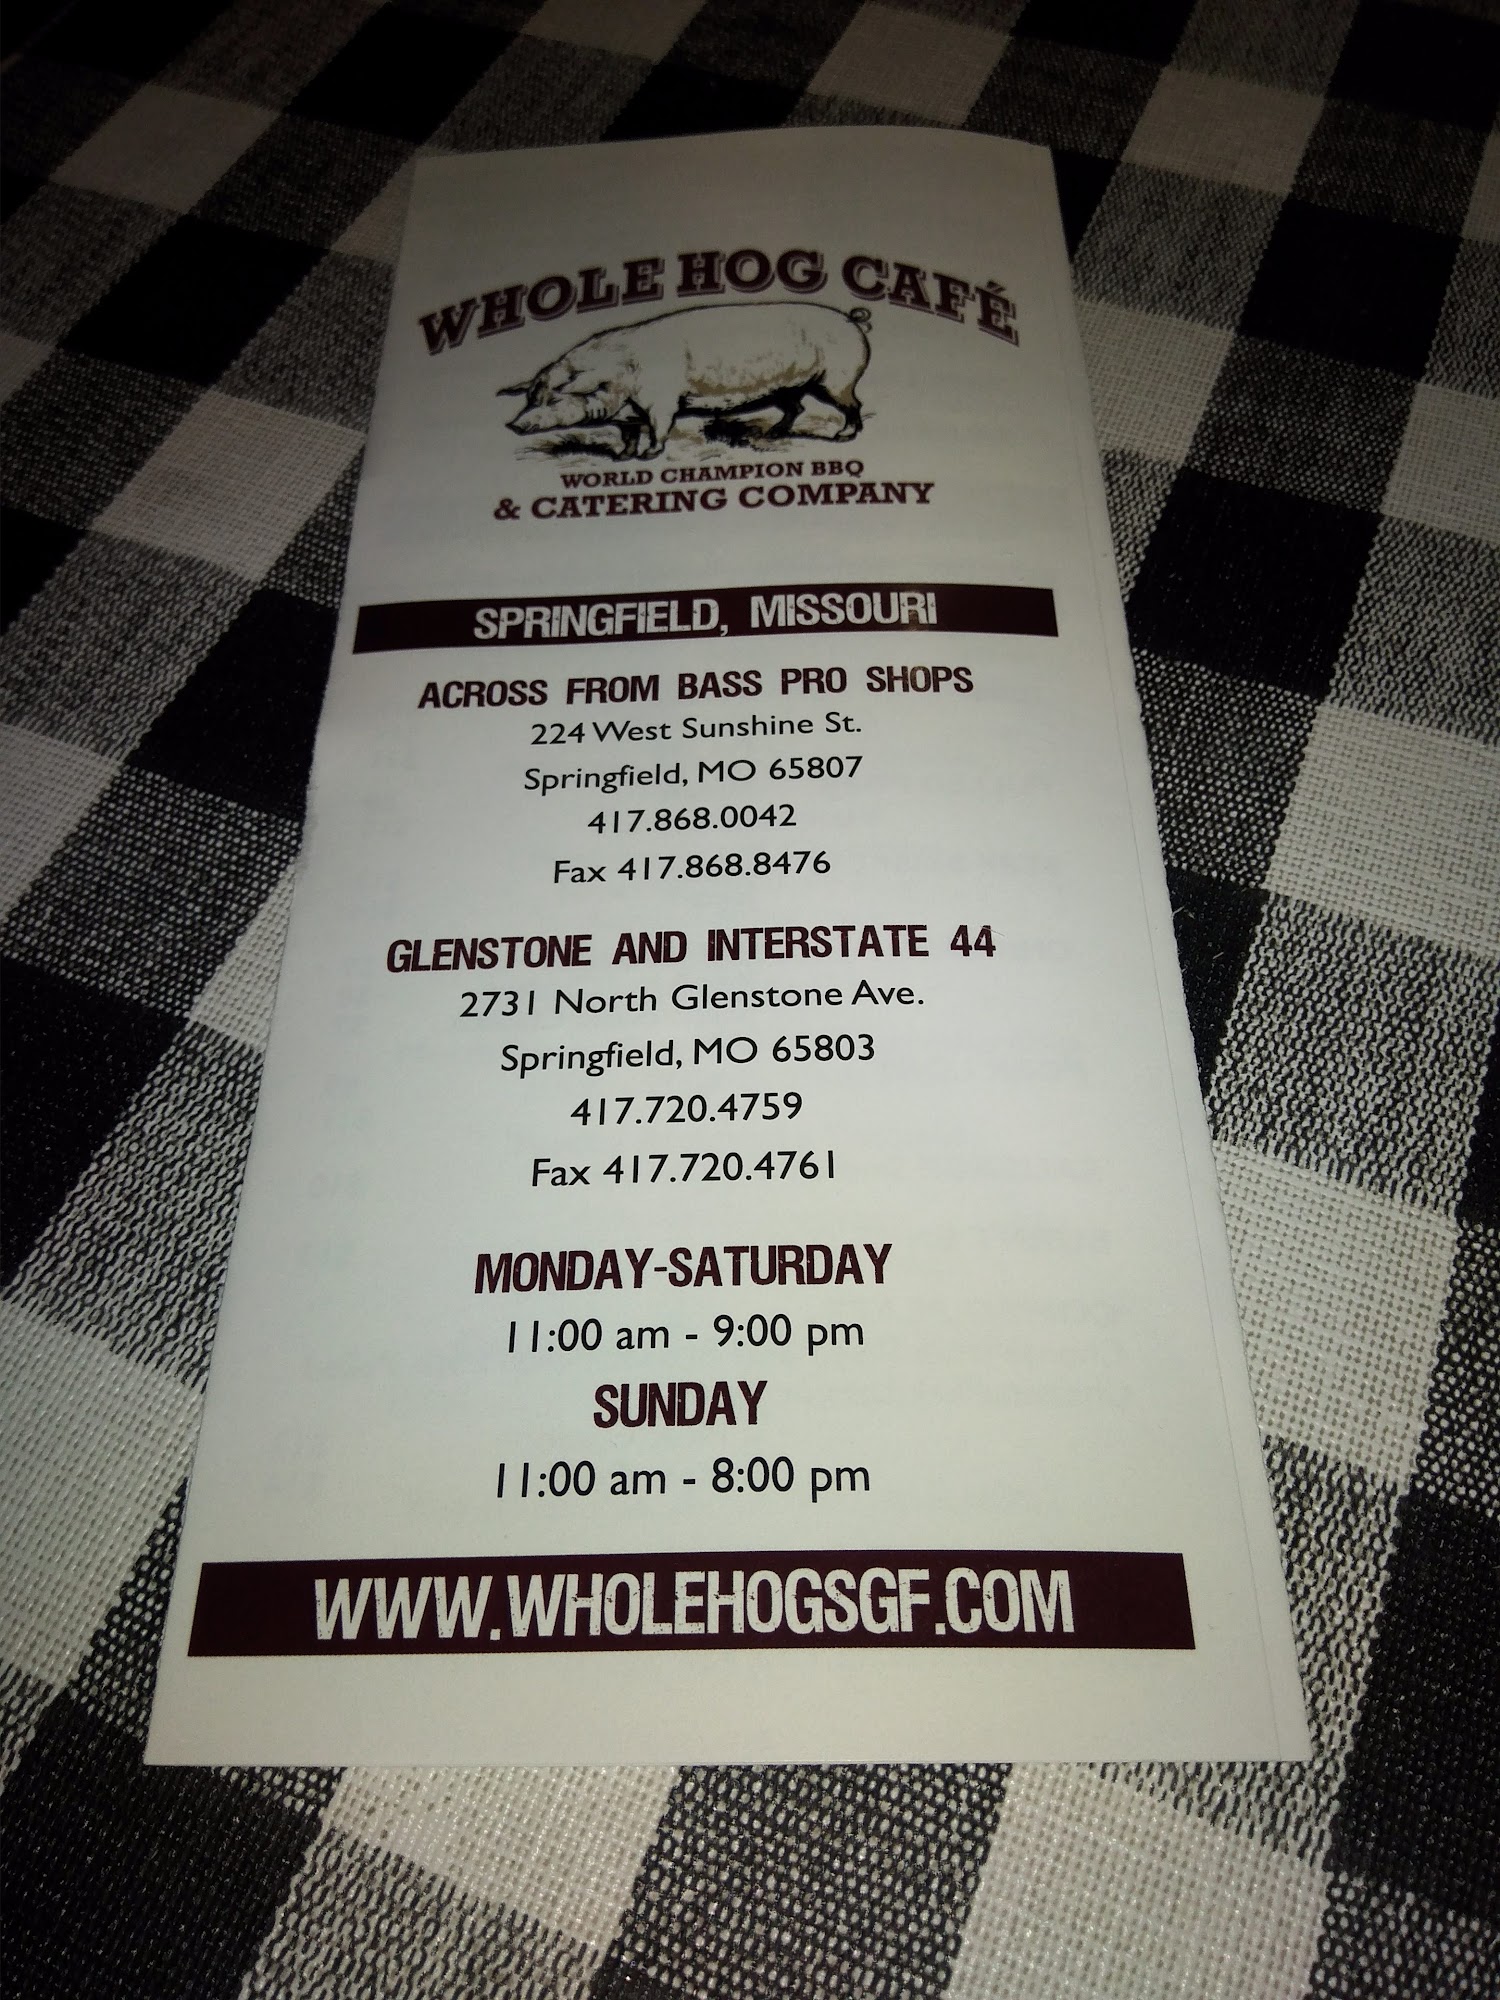 WHOLE HOG CAFÉ
WORLD CHAMPION BBQ
& CATERING COMPANY
SPRINGFIELD, MISSOURI
ACROSS FROM BASS PRO SHOPS
224 West Sunshine St.
Springfield, MO 65807
417.868.0042
Fax 417.868.8476
GLENSTONE AND INTERSTATE 44
2731 North Glenstone Ave.
Springfield, MO 65803
417.720.4759
Fax 417.720.4761
MONDAY-SATURDAY
11:00 am - 9:00 pm
SUNDAY
11:00 am - 8:00 pm
WWW.WHOLEHOGSGF.COM